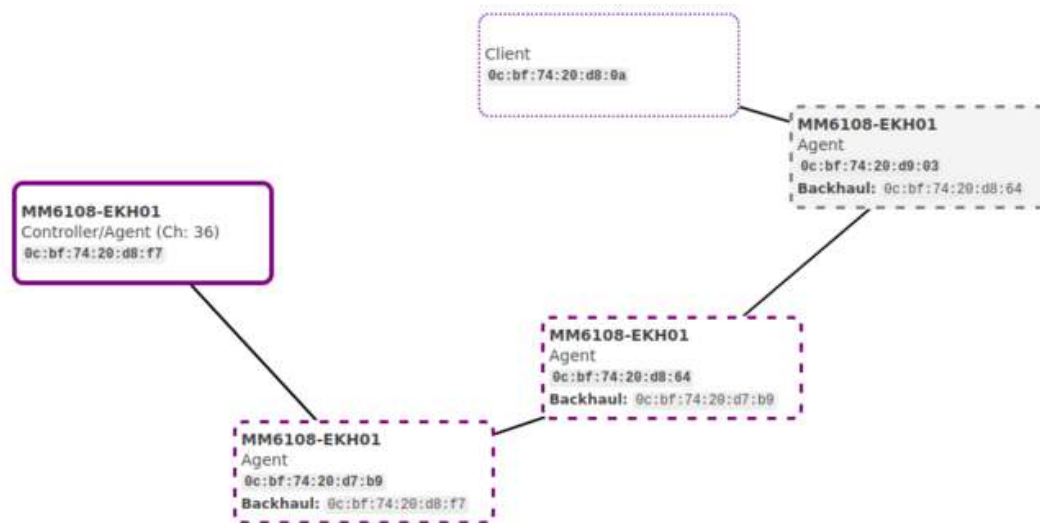 Client
0c:bf:74:20:d8:0a
MM6108-EKH01
Agent
0c:bf:74:20:d9:03
Backhaul: 0c:bf:74:20:d8:64
MM6108-EKH01
Controller/Agent (Ch: 36)
0c:bf:74:20:d8:f7
MM6108-EKH01
Agent
0c:bf:74:20:d8:64
Backhaul: 0c:bf:74:20:d7:b9
MM6108-EKH01
Agent
0c:bf:74:20:d7:b9
Backhaul: 0c:bf:74:20:d8:f7